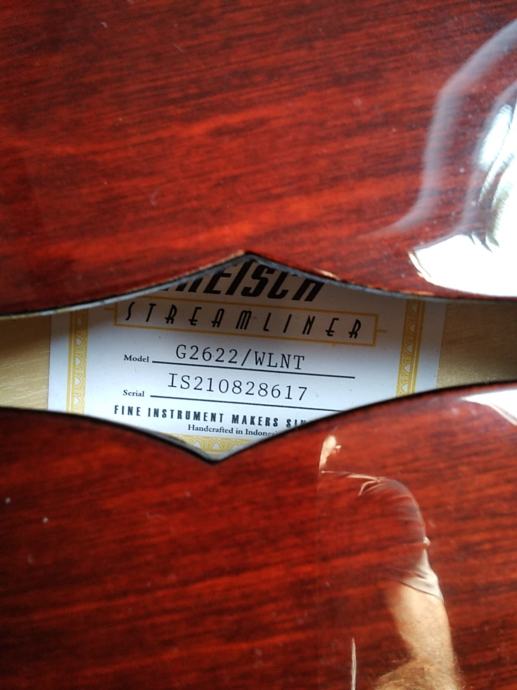 STREAMLINER
Model G2622/WLNT
Serial IS210828617
FINE INSTRUMENT MAKERS
Handcrafted in